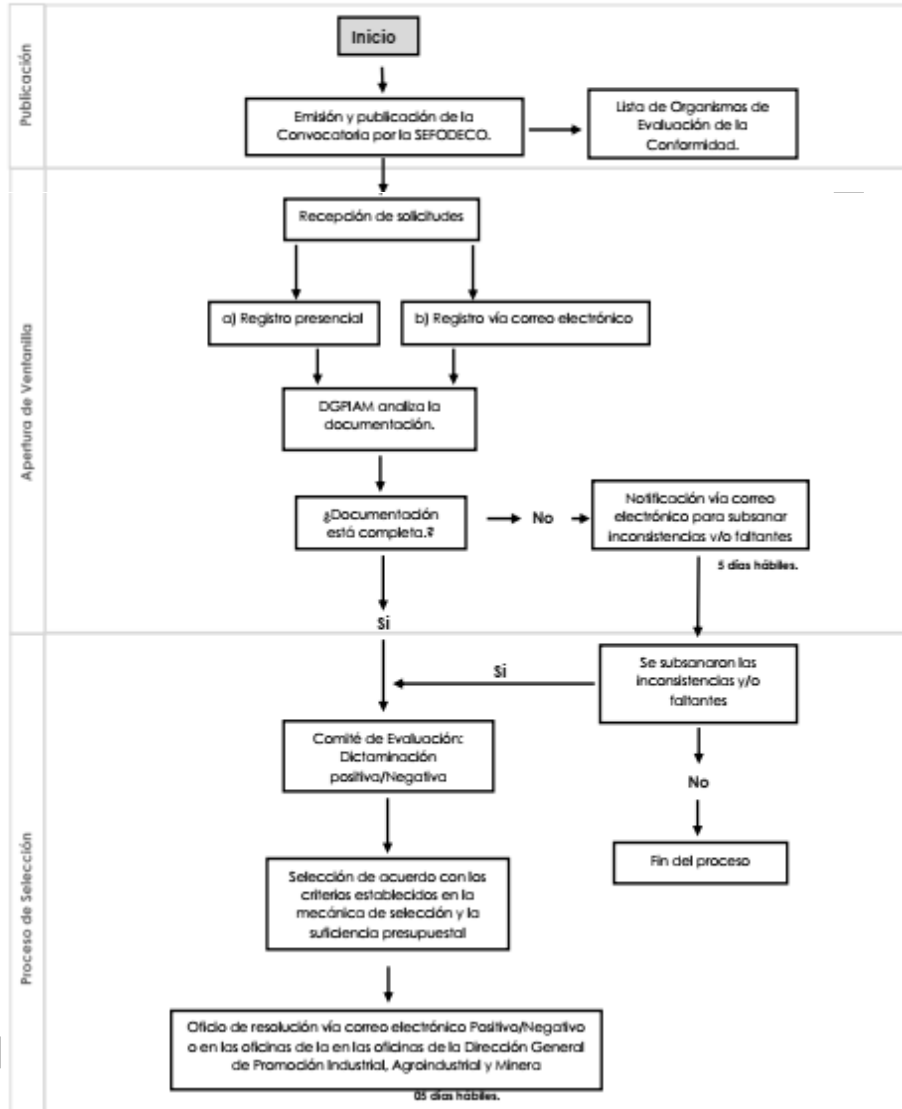 Publicación
Inicio
Emisión y publicación de la
Convocatoria por la SEFODECO.
Lista de Organismos de
Evaluación de la
Conformidad.
Apertura de Ventanilla
Recepción de solicitudes
a) Registro presencial
b) Registro vía correo electrónico
DGPIAM analiza la
documentación.
¿Documentación
está completa.?
No
Notificación vía correo
electrónico para subsanar
inconsistencias y/o faltantes
5 días hábiles.
Si
Proceso de Selección
Se subsanaron las
inconsistencias y/o
faltantes
Si
Comité de Evaluación:
Dictaminación
positiva/Negativa
No
Fin del proceso
Selección de acuerdo con los
criterios establecidos en la
mecánica de selección y la
suficiencia presupuestal
Oficio de resolución vía correo electrónico Positivo/Negativo
o en las oficinas de la en las oficinas de la Dirección General
de Promoción Industrial, Agroindustrial y Minera
05 días hábiles.